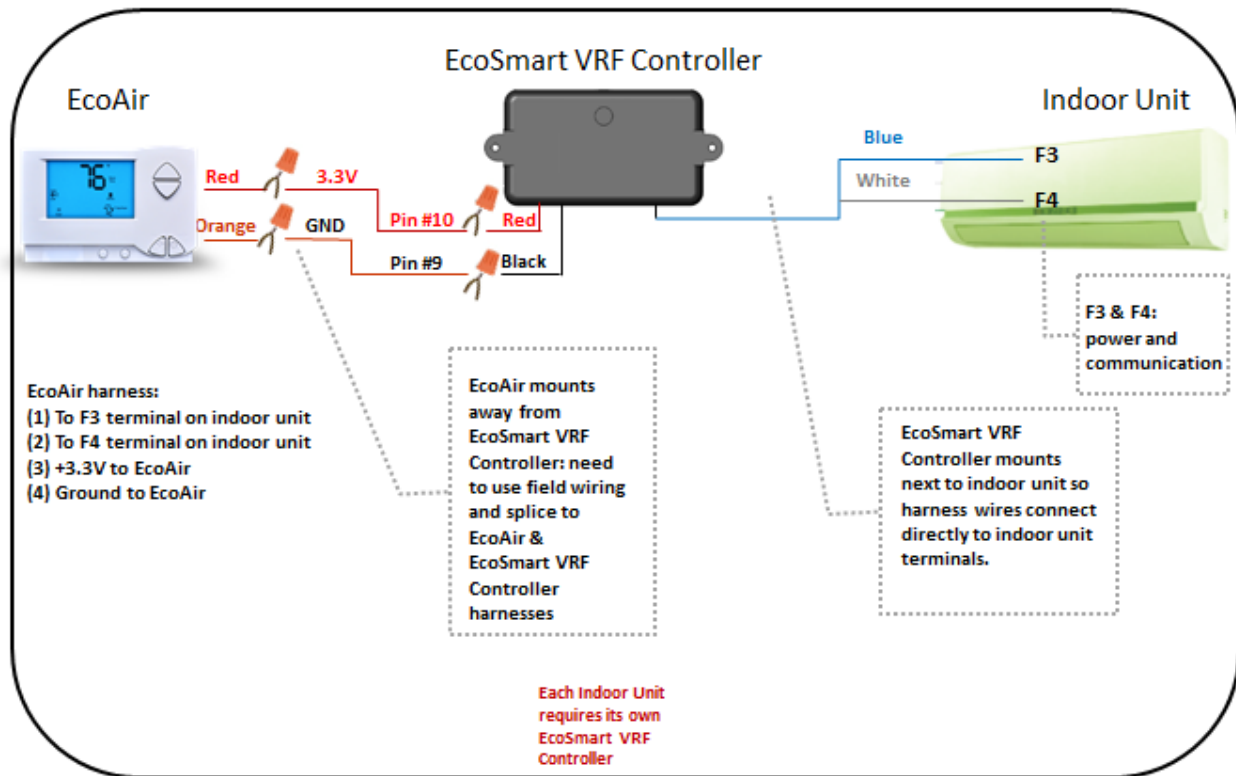 EcoSmart VRF Controller
EcoAir
Indoor Unit
76°
Red
3.3V
Orange
GND
Pin #10
Red
Pin #9
Black
Blue
White
F3
F4
F3 & F4:
power and
communication
EcoAir harness:
(1) To F3 terminal on indoor unit
(2) To F4 terminal on indoor unit
(3) +3.3V to EcoAir
(4) Ground to EcoAir
EcoAir mounts
away from
EcoSmart VRF
Controller: need
to use field wiring
and splice to
EcoAir &
EcoSmart VRF
Controller
harnesses
EcoSmart VRF
Controller mounts
next to indoor unit so
harness wires connect
directly to indoor unit
terminals.
Each Indoor Unit
requires its own
EcoSmart VRF
Controller